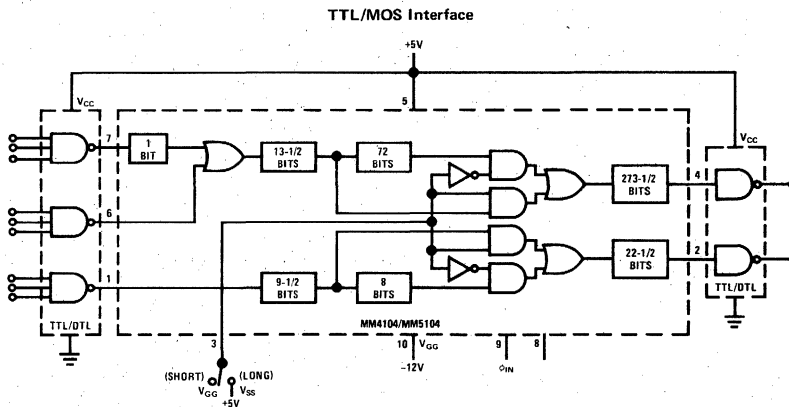 TTL/MOS Interface
+5V
VCC
5
VCC
7
1
BIT
13-1/2
BITS
72
BITS
273-1/2
BITS
4
6
22-1/2
BITS
2
1
9-1/2
BITS
8
BITS
TTL/DTL
TTL/DTL
MM4104/MM5104
3
10
VGG
9
8
-12V
ϕIN
(SHORT)
(LONG)
VGG
VSS
+5V